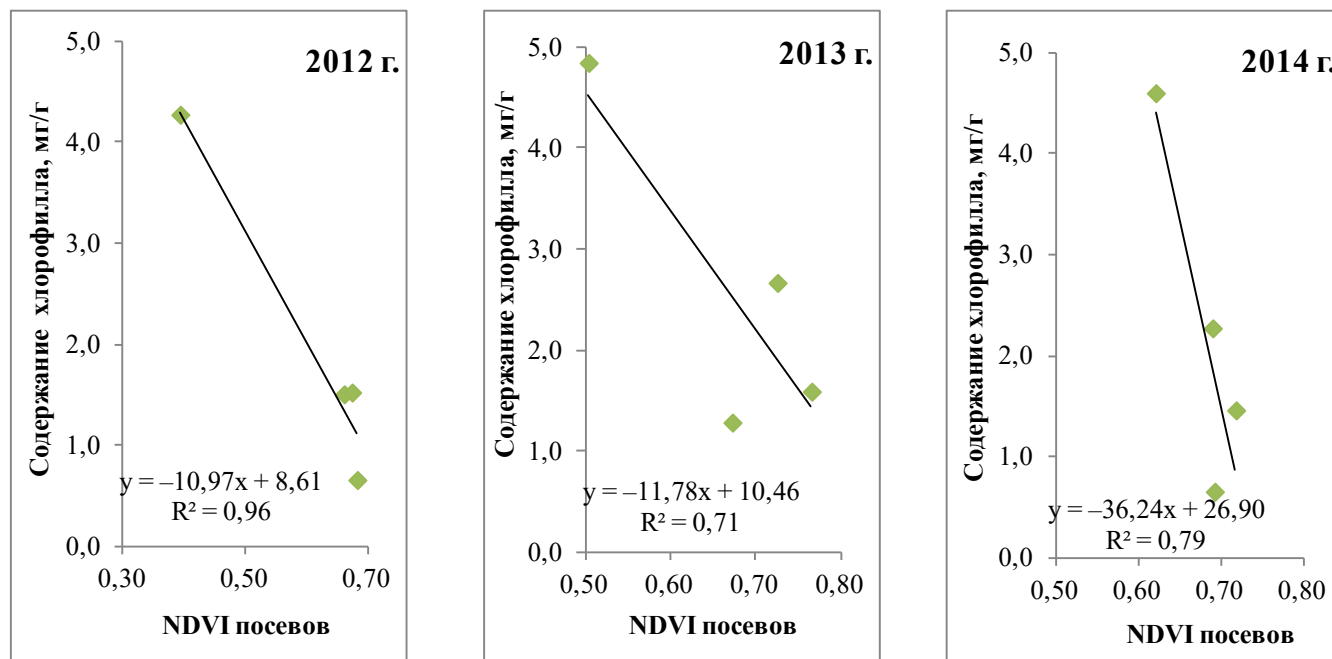 2012 г.
Содержание хлорофилла, мг/г
5,0
4,0
3,0
2,0
1,0
0,0
y = –10,97x + 8,61
R² = 0,96
0,30 0,50 0,70
NDVI посевов
2013 г.
Содержание хлорофилла, мг/г
5,0
4,0
3,0
2,0
1,0
0,0
y = –11,78x + 10,46
R² = 0,71
0,50 0,60 0,70 0,80
NDVI посевов
2014 г.
Содержание хлорофилла, мг/г
5,0
4,0
3,0
2,0
1,0
0,0
y = –36,24x + 26,90
R² = 0,79
0,50 0,60 0,70 0,80
NDVI посевов